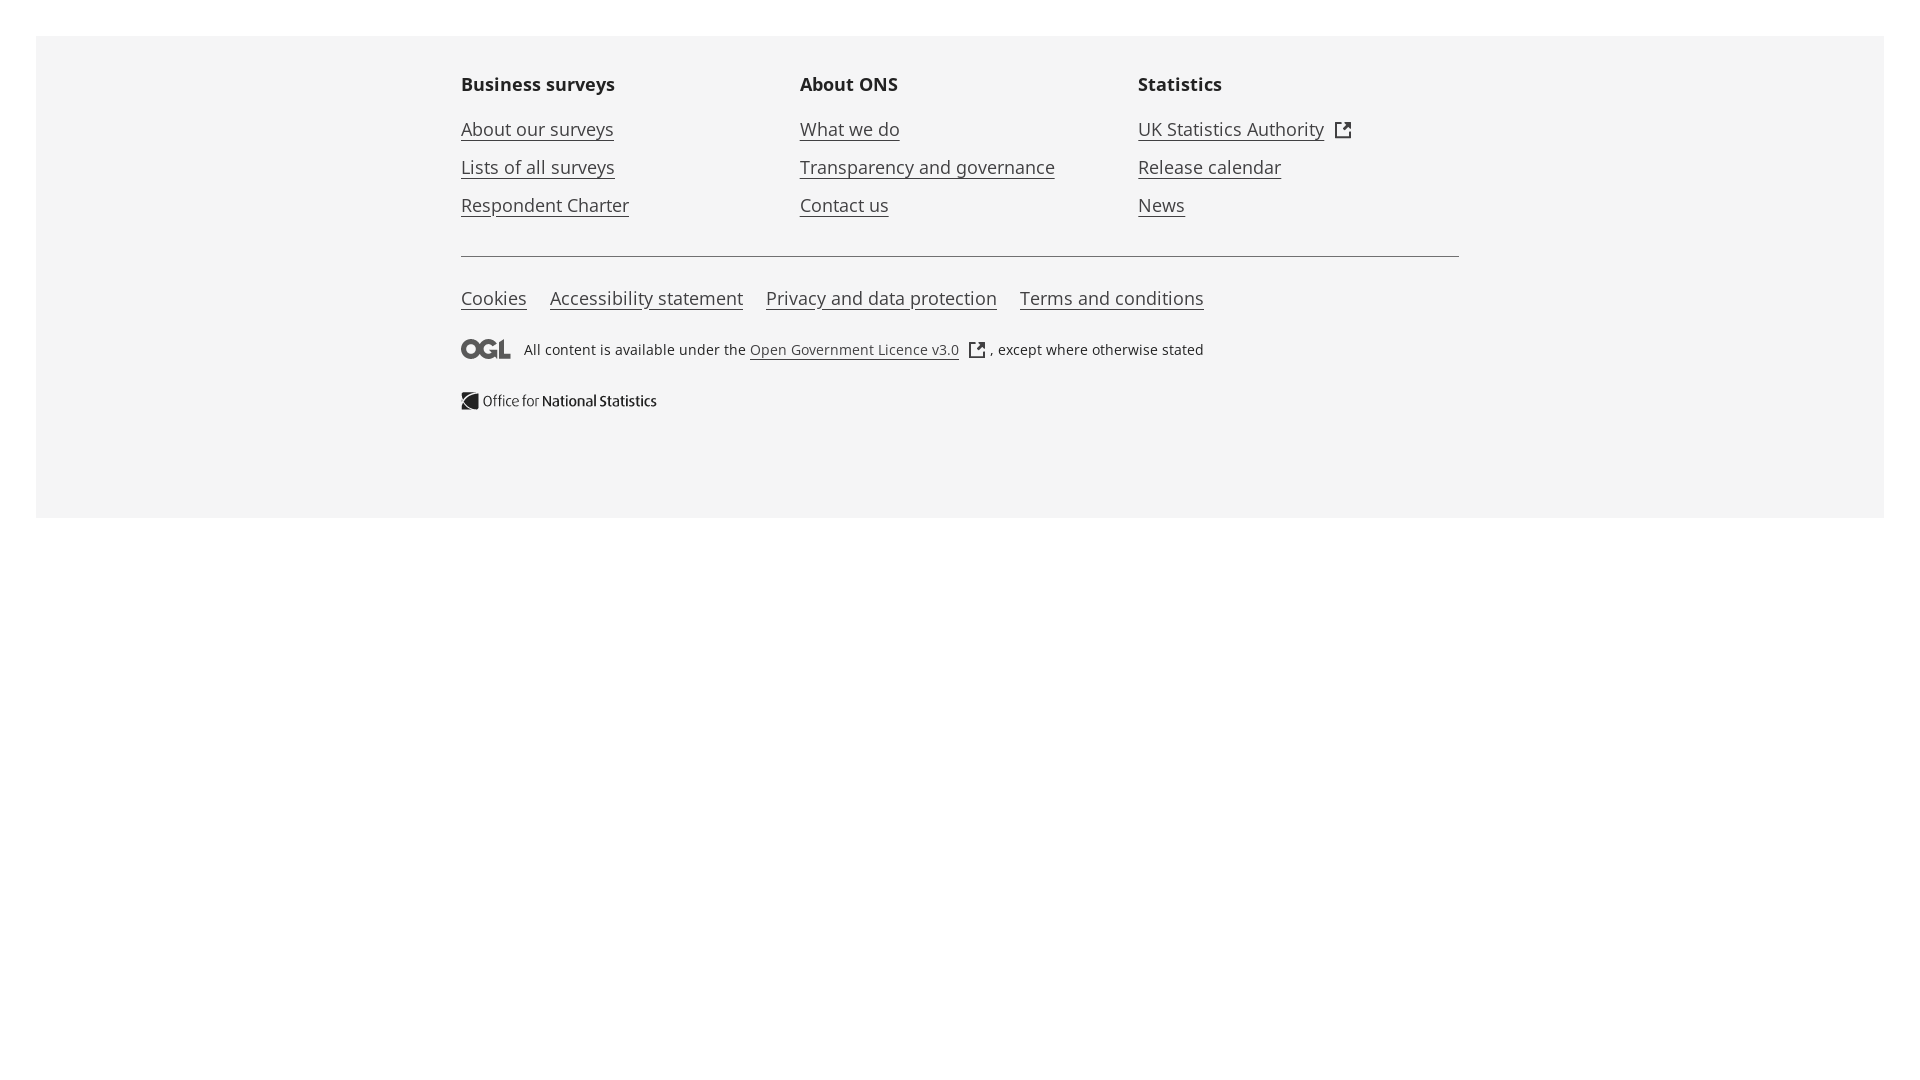 Business surveys
About our surveys
Lists of all surveys
Respondent Charter
About ONS
What we do
Transparency and governance
Contact us
Statistics
UK Statistics Authority
Release calendar
News
Cookies Accessibility statement Privacy and data protection Terms and conditions
OGL All content is available under the Open Government Licence v3.0 , except where otherwise stated
Office for National Statistics